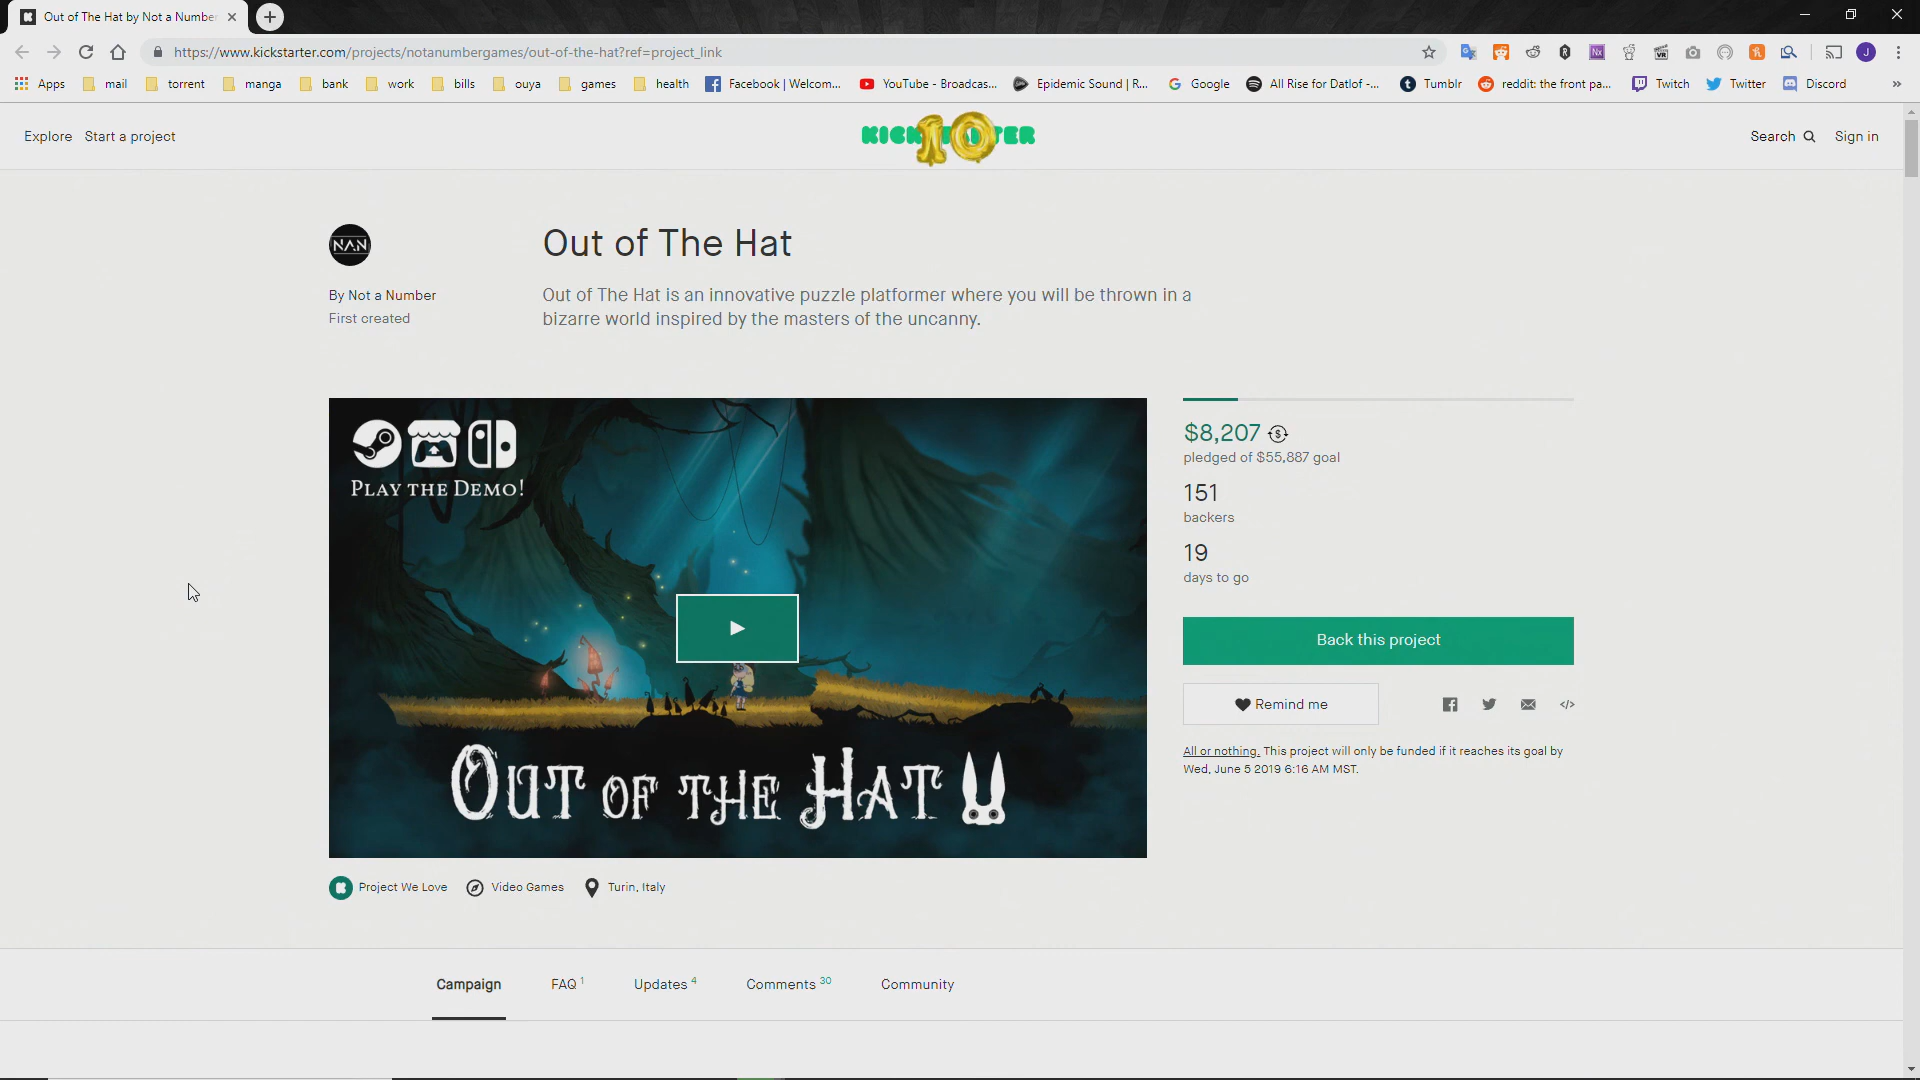 Out of The Hat by Not a Number
https://www.kickstarter.com/projects/notanumbergames/out-of-the-hat?ref=project_link
Apps mail torrent manga bank work bills ouya games health Facebook | Welcom... YouTube - Broadcas... Epidemic Sound | R... Google All Rise for Datlof -... Tumblr reddit: the front pa... Twitch Twitter Discord »
Explore Start a project
KICK 10 TER
Search Sign in
NAN
Out of The Hat
By Not a Number
First created
Out of The Hat is an innovative puzzle platformer where you will be thrown in a
bizarre world inspired by the masters of the uncanny.
PLAY THE DEMO!
OUT OF THE HAT
$8,207
pledged of $55,887 goal
151
backers
19
days to go
Back this project
Remind me
</>
All or nothing. This project will only be funded if it reaches its goal by
Wed, June 5 2019 6:16 AM MST.
Project We Love Video Games Turin, Italy
Campaign FAQ 1 Updates 4 Comments 30 Community